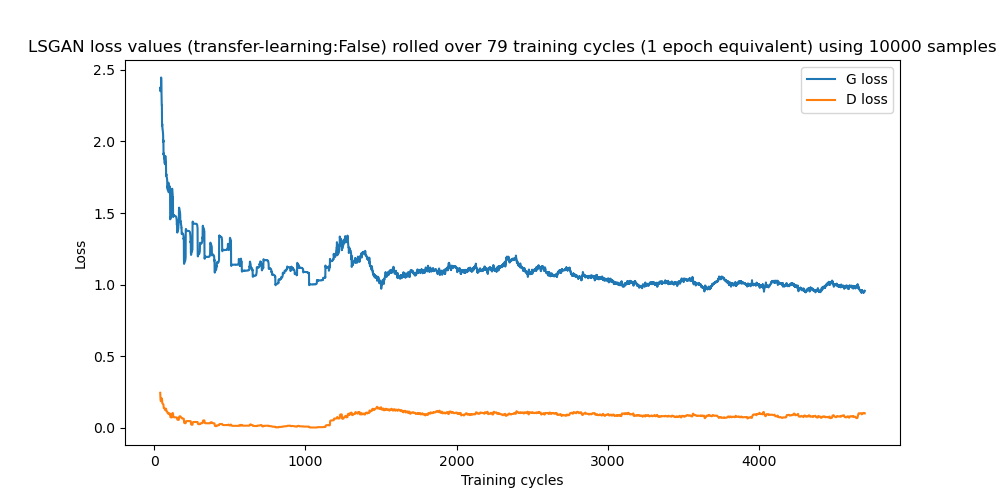 LSGAN loss values (transfer-learning:False) rolled over 79 training cycles (1 epoch equivalent) using 10000 samples
G loss
D loss
2.5
2.0
1.5
1.0
0.5
0.0
Loss
0
1000
2000
3000
4000
Training cycles